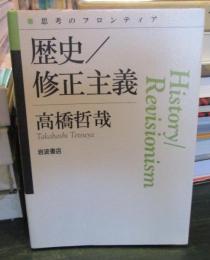 思考のフロンティア
歴史/
修正主義
高橋哲哉
Takahashi Tetsuya
岩波書店
History/
Revisionism